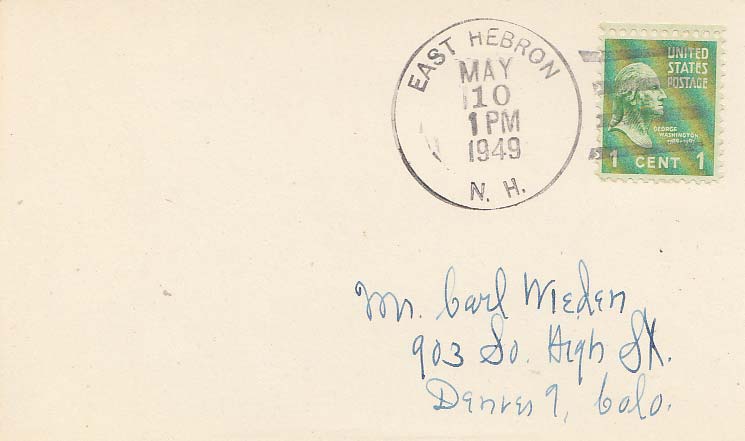 EAST HEBRON
MAY
10
1 PM
1949
N. H.
UNITED
STATES
POSTAGE
GEORGE
WASHINGTON
1 CENT 1
Mr. Carl Wieden
903 So. High St.
Denver 9, Colo.